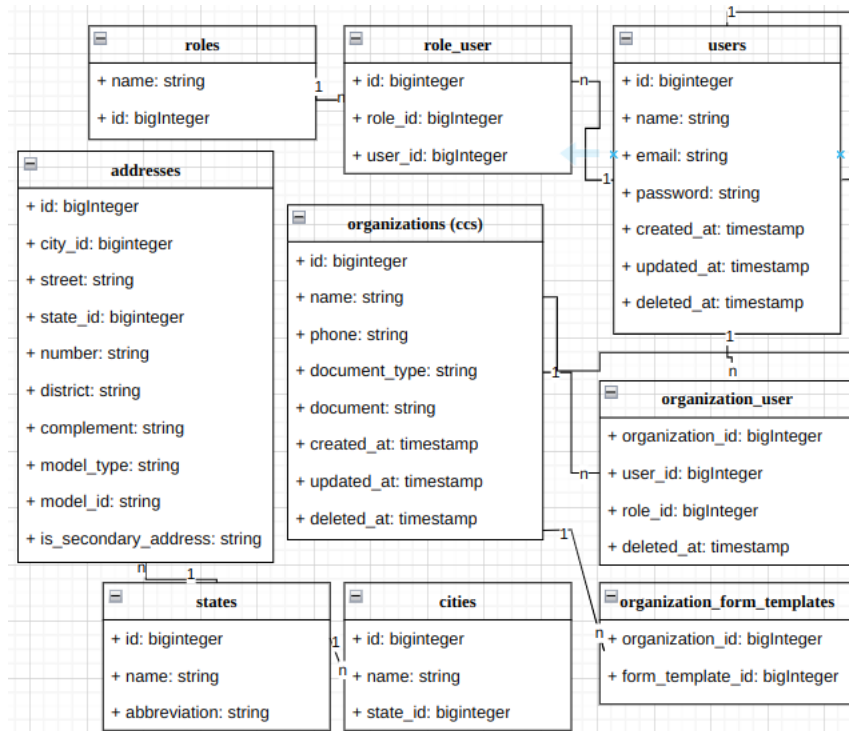 roles
+ name: string
+ id: bigInteger
role_user
+ id: biginteger
+ role_id: bigInteger
+ user_id: bigInteger
users
+ id: biginteger
+ name: string
+ email: string
+ password: string
+ created_at: timestamp
+ updated_at: timestamp
+ deleted_at: timestamp
addresses
+ id: bigInteger
+ city_id: biginteger
+ street: string
+ state_id: biginteger
+ number: string
+ district: string
+ complement: string
+ model_type: string
+ model_id: string
+ is_secondary_address: string
organizations (ccs)
+ id: biginteger
+ name: string
+ phone: string
+ document_type: string
+ document: string
+ created_at: timestamp
+ updated_at: timestamp
+ deleted_at: timestamp
organization_user
+ organization_id: bigInteger
+ user_id: bigInteger
+ role_id: bigInteger
+ deleted_at: timestamp
states
+ id: biginteger
+ name: string
+ abbreviation: string
cities
+ id: biginteger
+ name: string
+ state_id: biginteger
organization_form_templates
+ organization_id: bigInteger
+ form_template_id: bigInteger
1
n
n
1
1
1
n
1
n
1
n
n
1
1
n